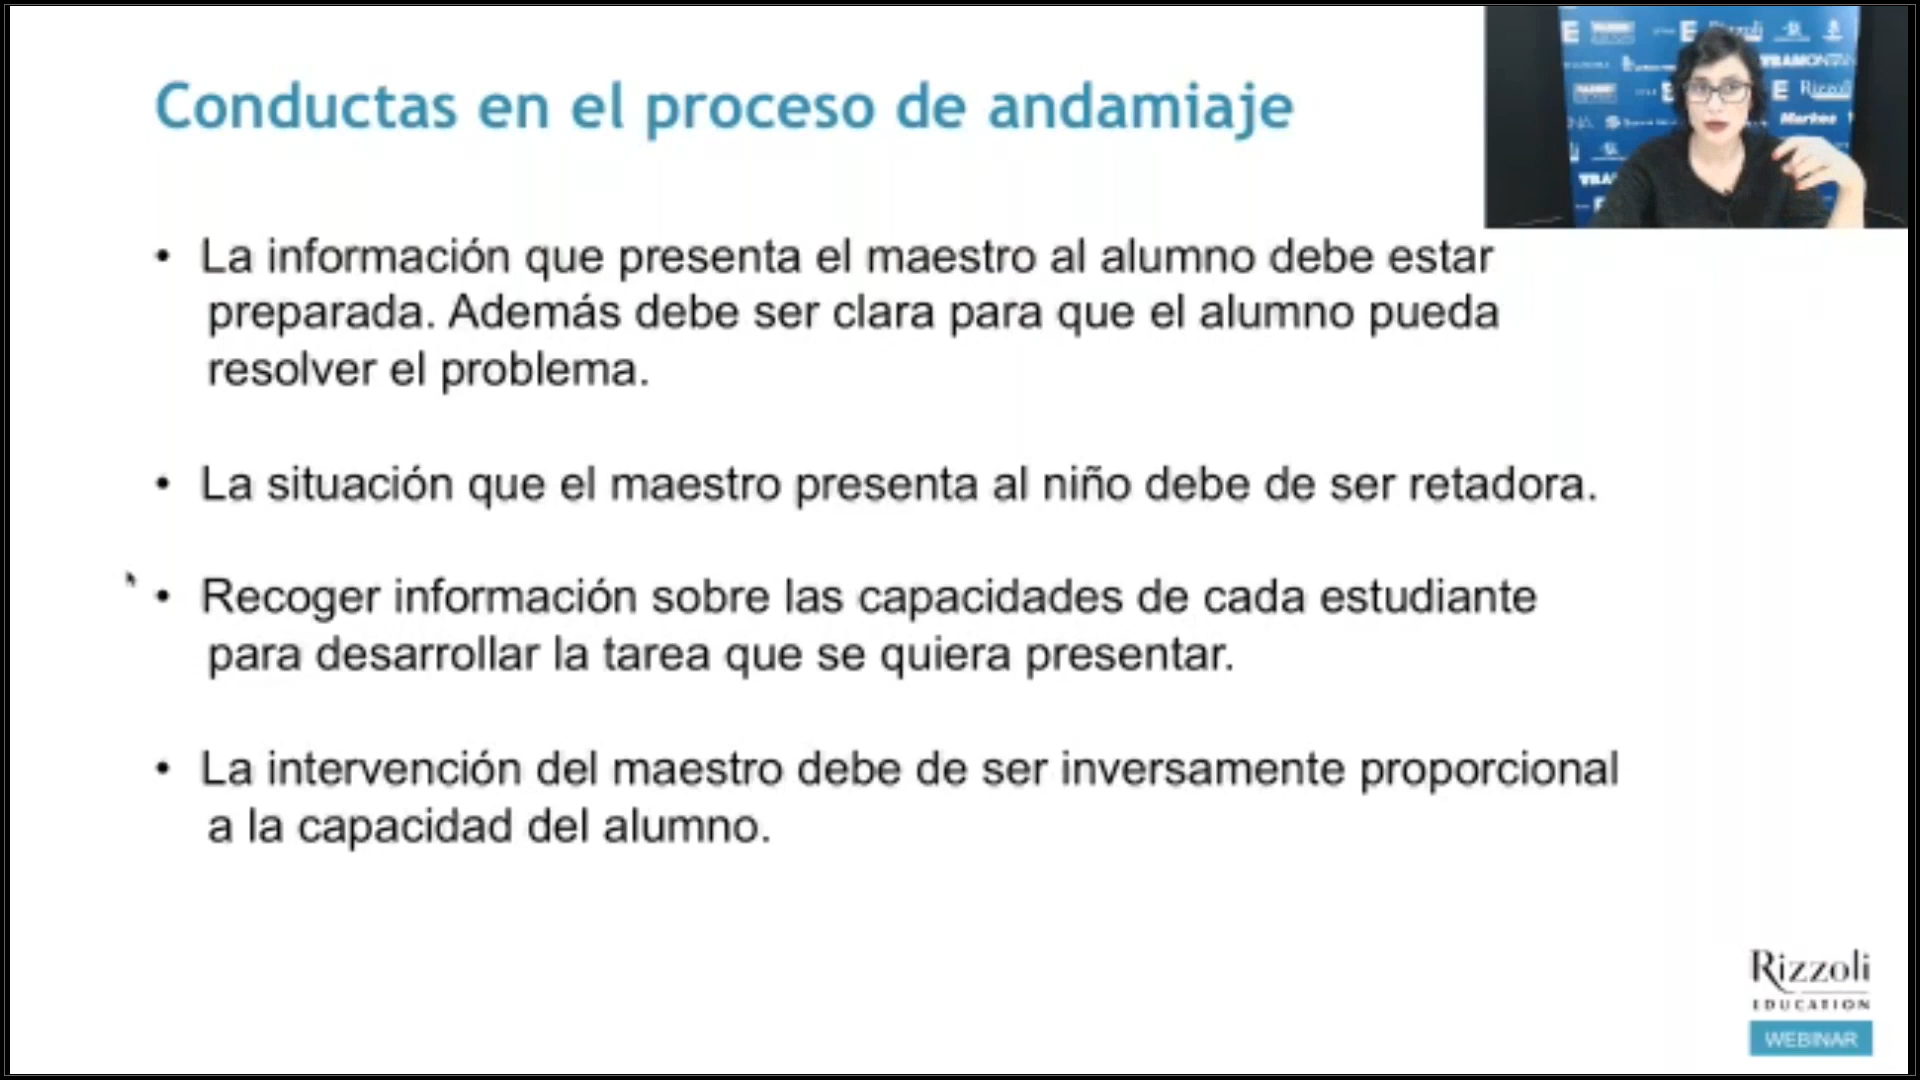 Conductas en el proceso de andamiaje
• La información que presenta el maestro al alumno debe estar
preparada. Además debe ser clara para que el alumno pueda
resolver el problema.
• La situación que el maestro presenta al niño debe de ser retadora.
• Recoger información sobre las capacidades de cada estudiante
para desarrollar la tarea que se quiera presentar.
• La intervención del maestro debe de ser inversamente proporcional
a la capacidad del alumno.
Rizzoli
EDUCATION
WEBINAR